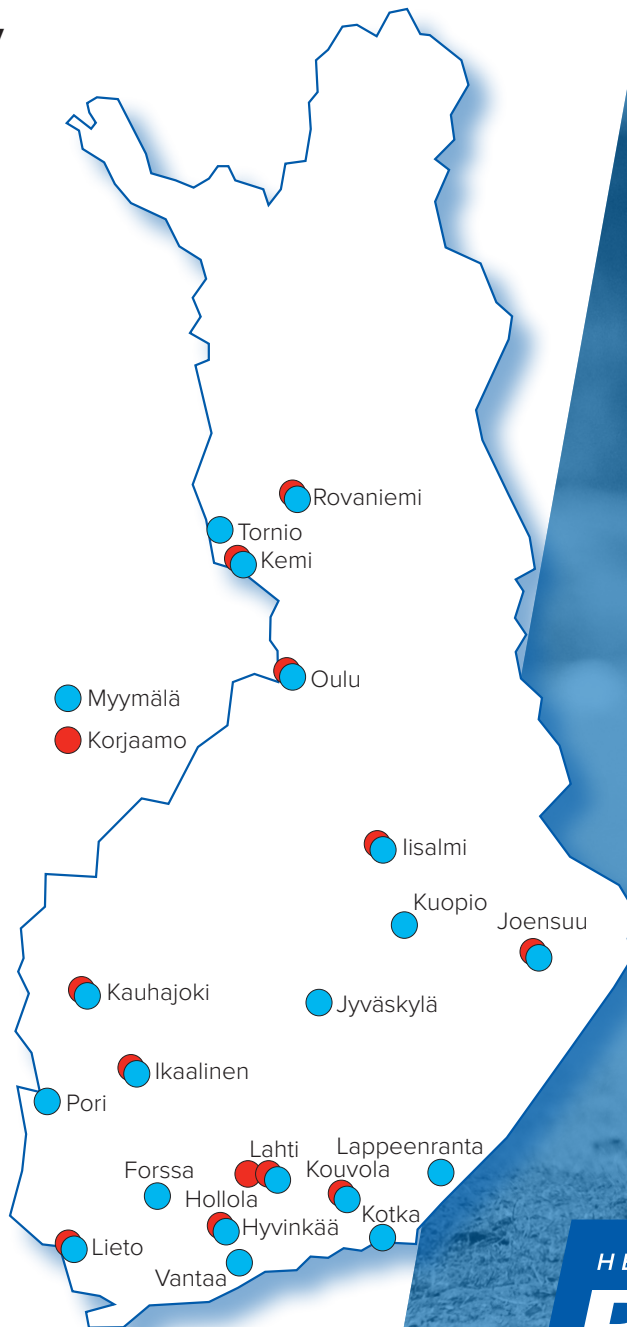 Rovaniemi
Tornio
Kemi
Oulu
Myymälä
Korjaamo
Iisalmi
Kuopio
Joensuu
Kauhajoki
Jyväskylä
Ikaalinen
Pori
Lahti
Lappeenranta
Forssa
Kouvola
Hollola
Hyvinkää
Kotka
Lieto
Vantaa